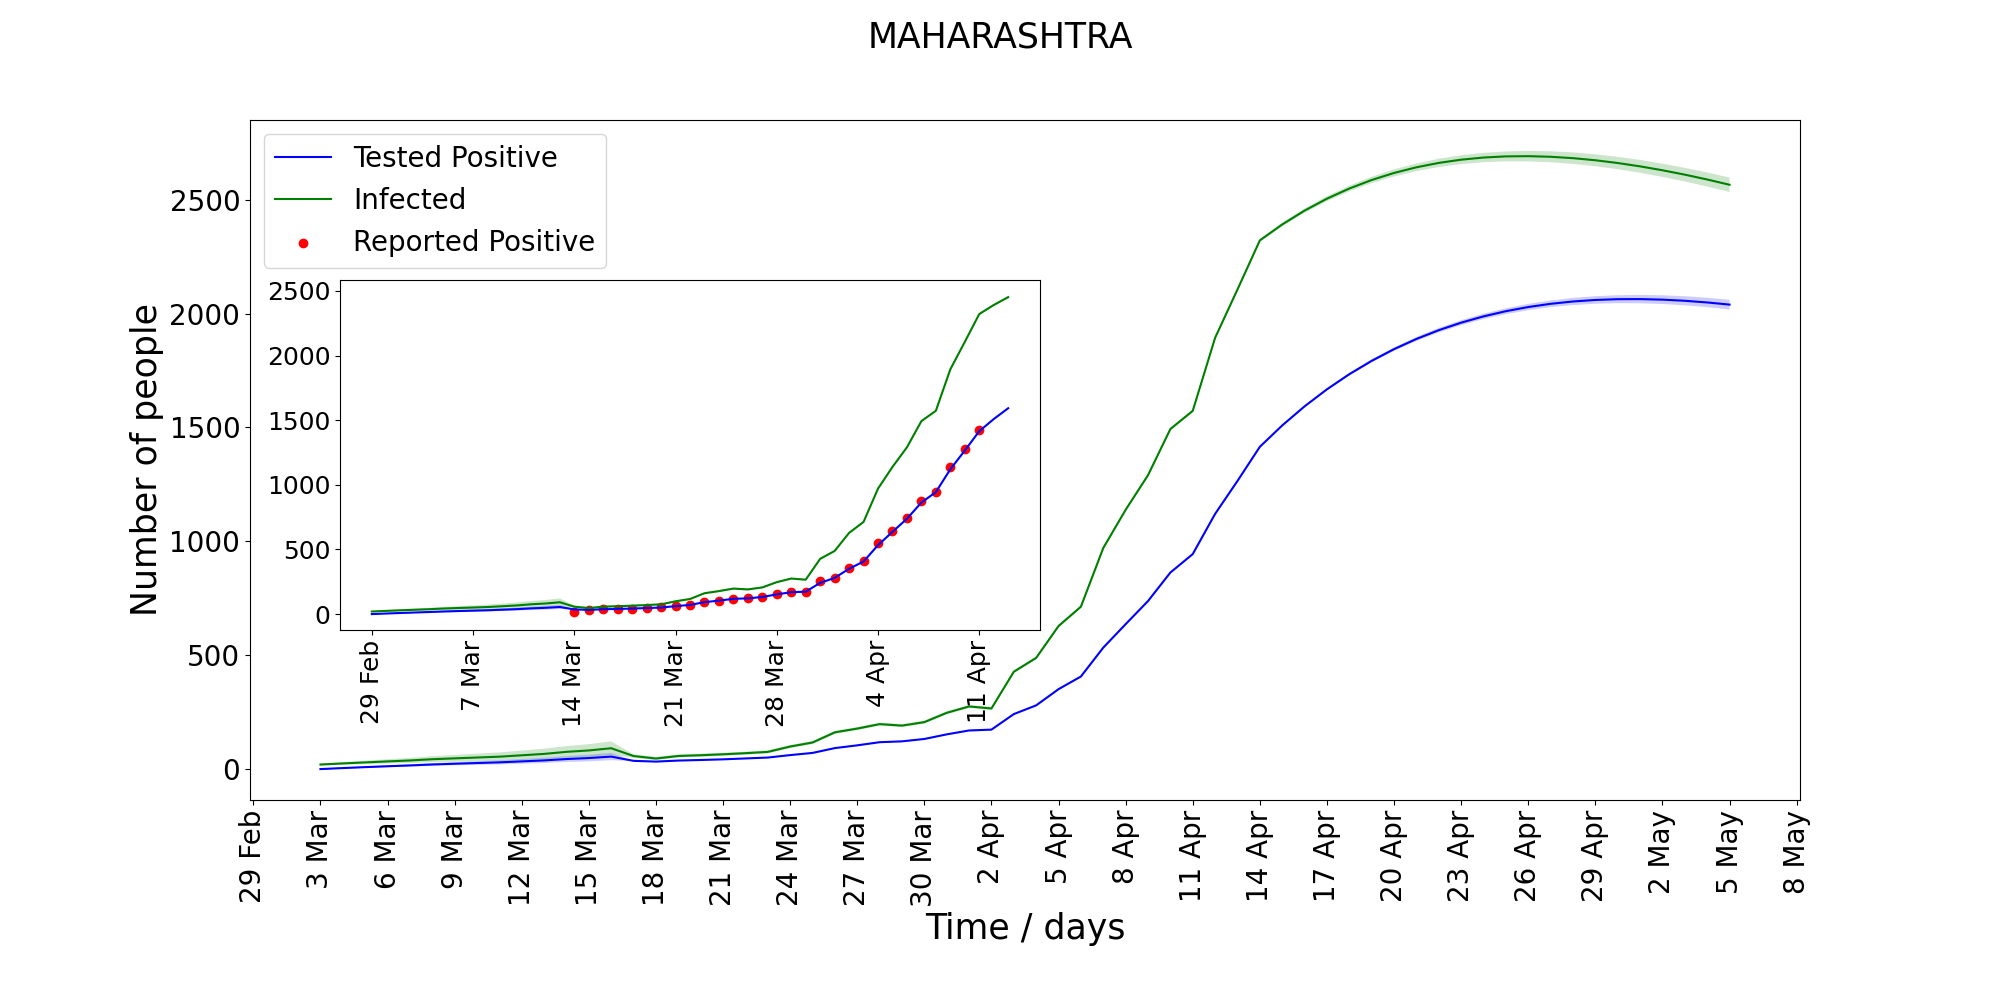 MAHARASHTRA
Tested Positive
Infected
Reported Positive
Number of people
2500
2000
1500
1000
500
0
2500
2000
1500
1000
500
0
29 Feb
7 Mar
14 Mar
21 Mar
28 Mar
4 Apr
11 Apr
29 Feb
3 Mar
6 Mar
9 Mar
12 Mar
15 Mar
18 Mar
21 Mar
24 Mar
27 Mar
30 Mar
2 Apr
5 Apr
8 Apr
11 Apr
14 Apr
17 Apr
20 Apr
23 Apr
26 Apr
29 Apr
2 May
5 May
8 May
Time / days